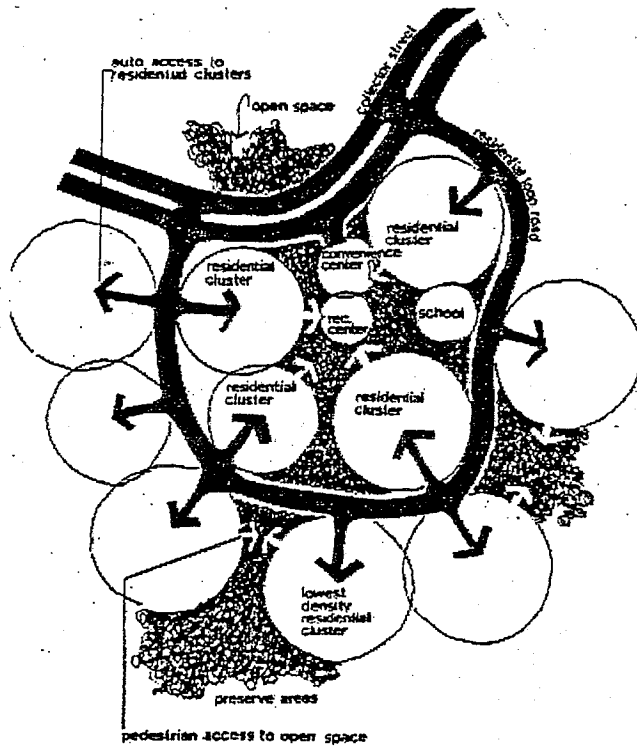 auto access to
residential clusters
open space
collector street
residential loop road
residential
cluster
convenience
center
residential
cluster
rec.
center
school
residential
cluster
residential
cluster
lowest
density
residential
cluster
preserve areas
pedestrian access to open space